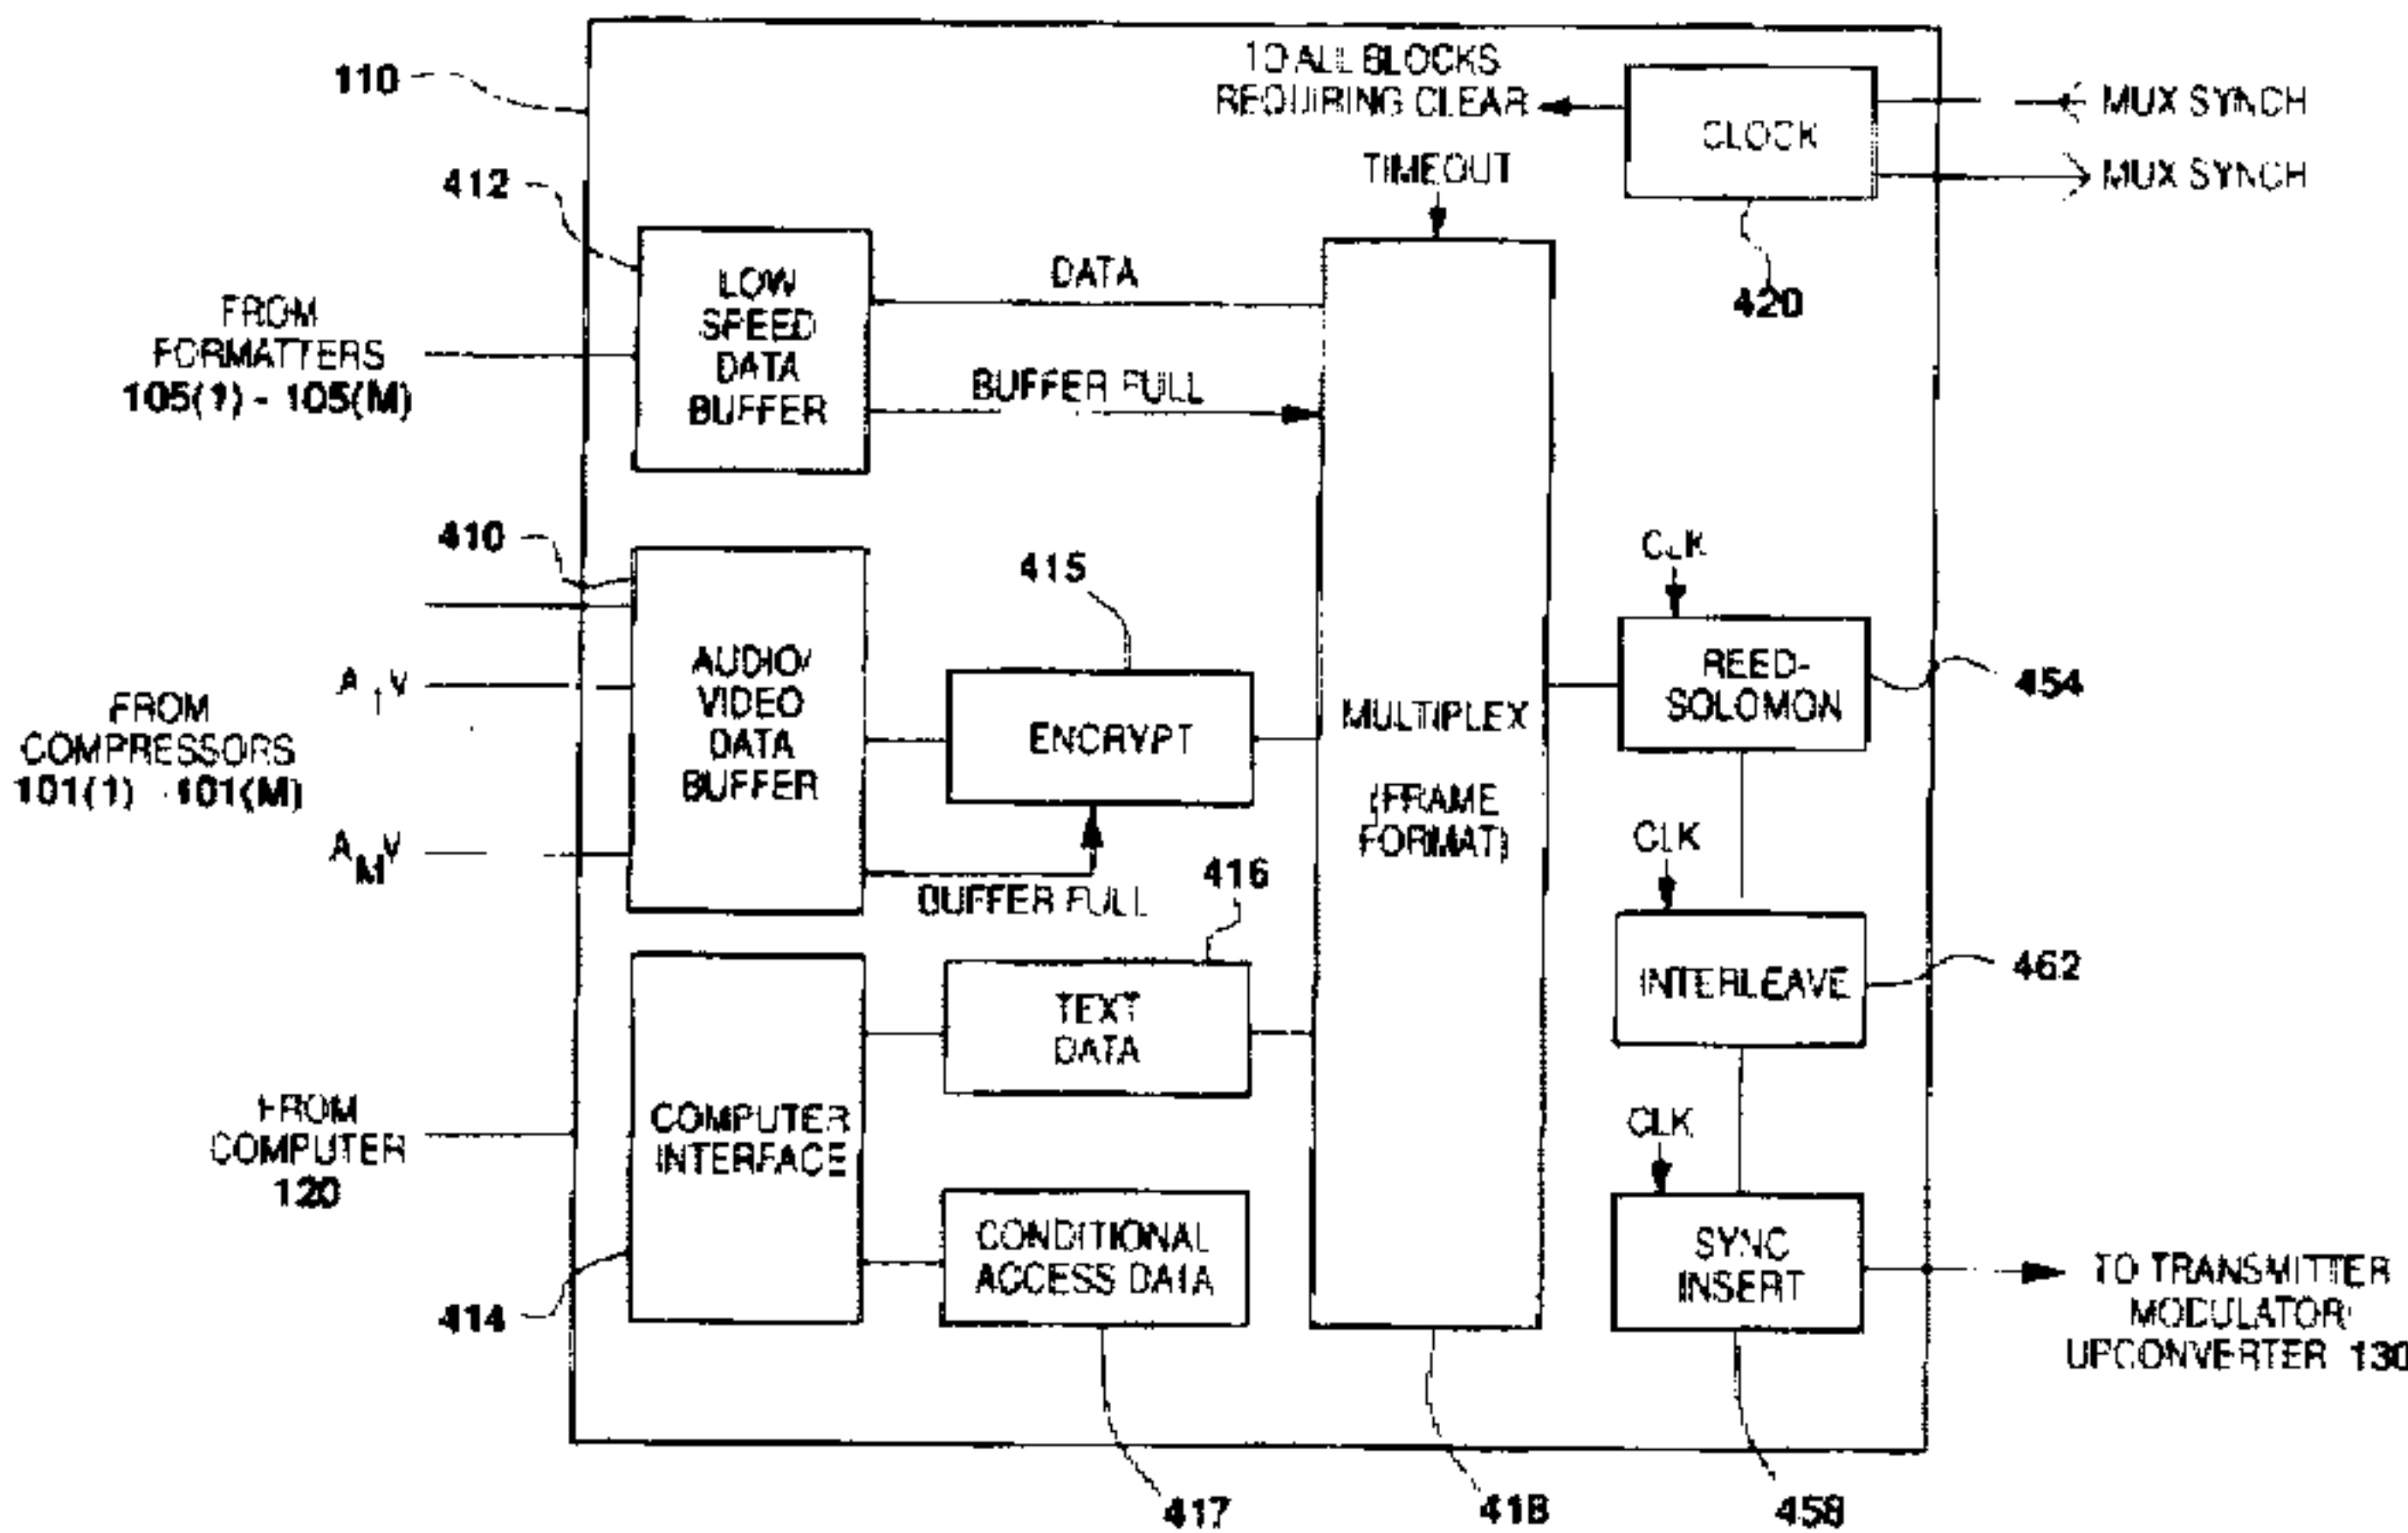 110
TO ALL BLOCKS
REQUIRING CLEAR
CLOCK
MUX SYNCH
MUX SYNCH
420
TIMEOUT
412
LOW
SPEED
DATA
BUFFER
DATA
BUFFER FULL
FROM
FORMATTERS
105(1) - 105(M)
410
AUDIO/
VIDEO
DATA
BUFFER
415
ENCRYPT
BUFFER FULL
A1V
FROM
COMPRESSORS
101(1) - 101(M)
AMV
MULTIPLEX
(FRAME
FORMAT)
CLK
REED-
SOLOMON
454
CLK
INTERLEAVE
462
416
TEXT
DATA
COMPUTER
INTERFACE
FROM
COMPUTER
120
CONDITIONAL
ACCESS DATA
414
CLK
SYNC
INSERT
TO TRANSMITTER
MODULATOR/
UPCONVERTER 130
417
418
458